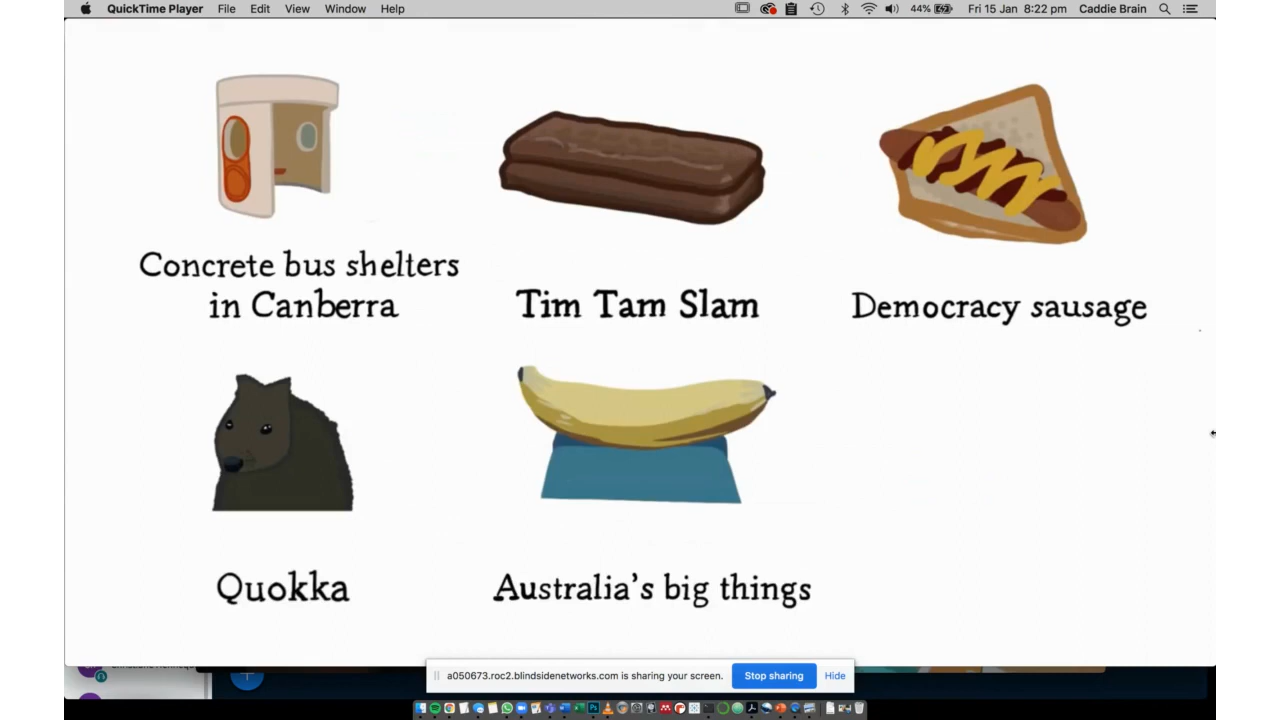 QuickTime Player File Edit View Window Help 44% Fri 15 Jan 8:22 pm Caddie Brain
Concrete bus shelters
in Canberra
Tim Tam Slam
Democracy sausage
Quokka
Australia's big things
a050673.roc2.blindsidenetworks.com is sharing your screen. Stop sharing Hide